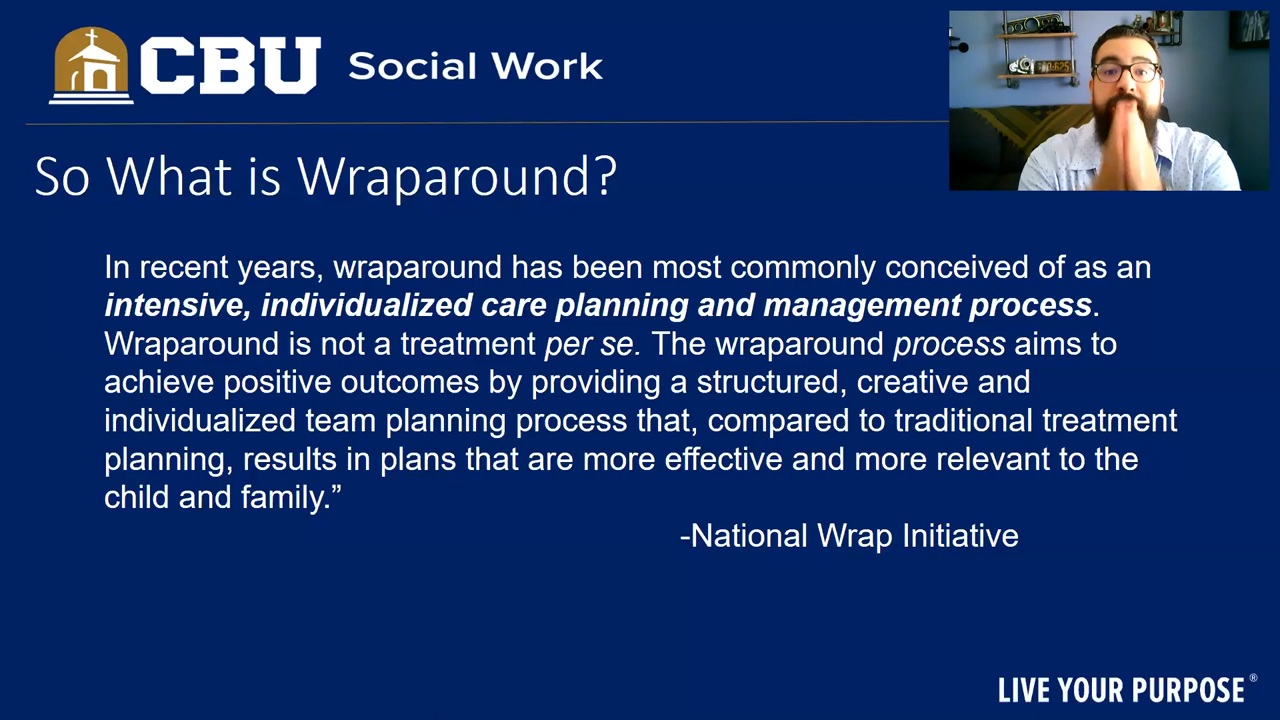 CBU Social Work
So What is Wraparound?
In recent years, wraparound has been most commonly conceived of as an
intensive, individualized care planning and management process.
Wraparound is not a treatment per se. The wraparound process aims to
achieve positive outcomes by providing a structured, creative and
individualized team planning process that, compared to traditional treatment
planning, results in plans that are more effective and more relevant to the
child and family.”
-National Wrap Initiative
LIVE YOUR PURPOSE®